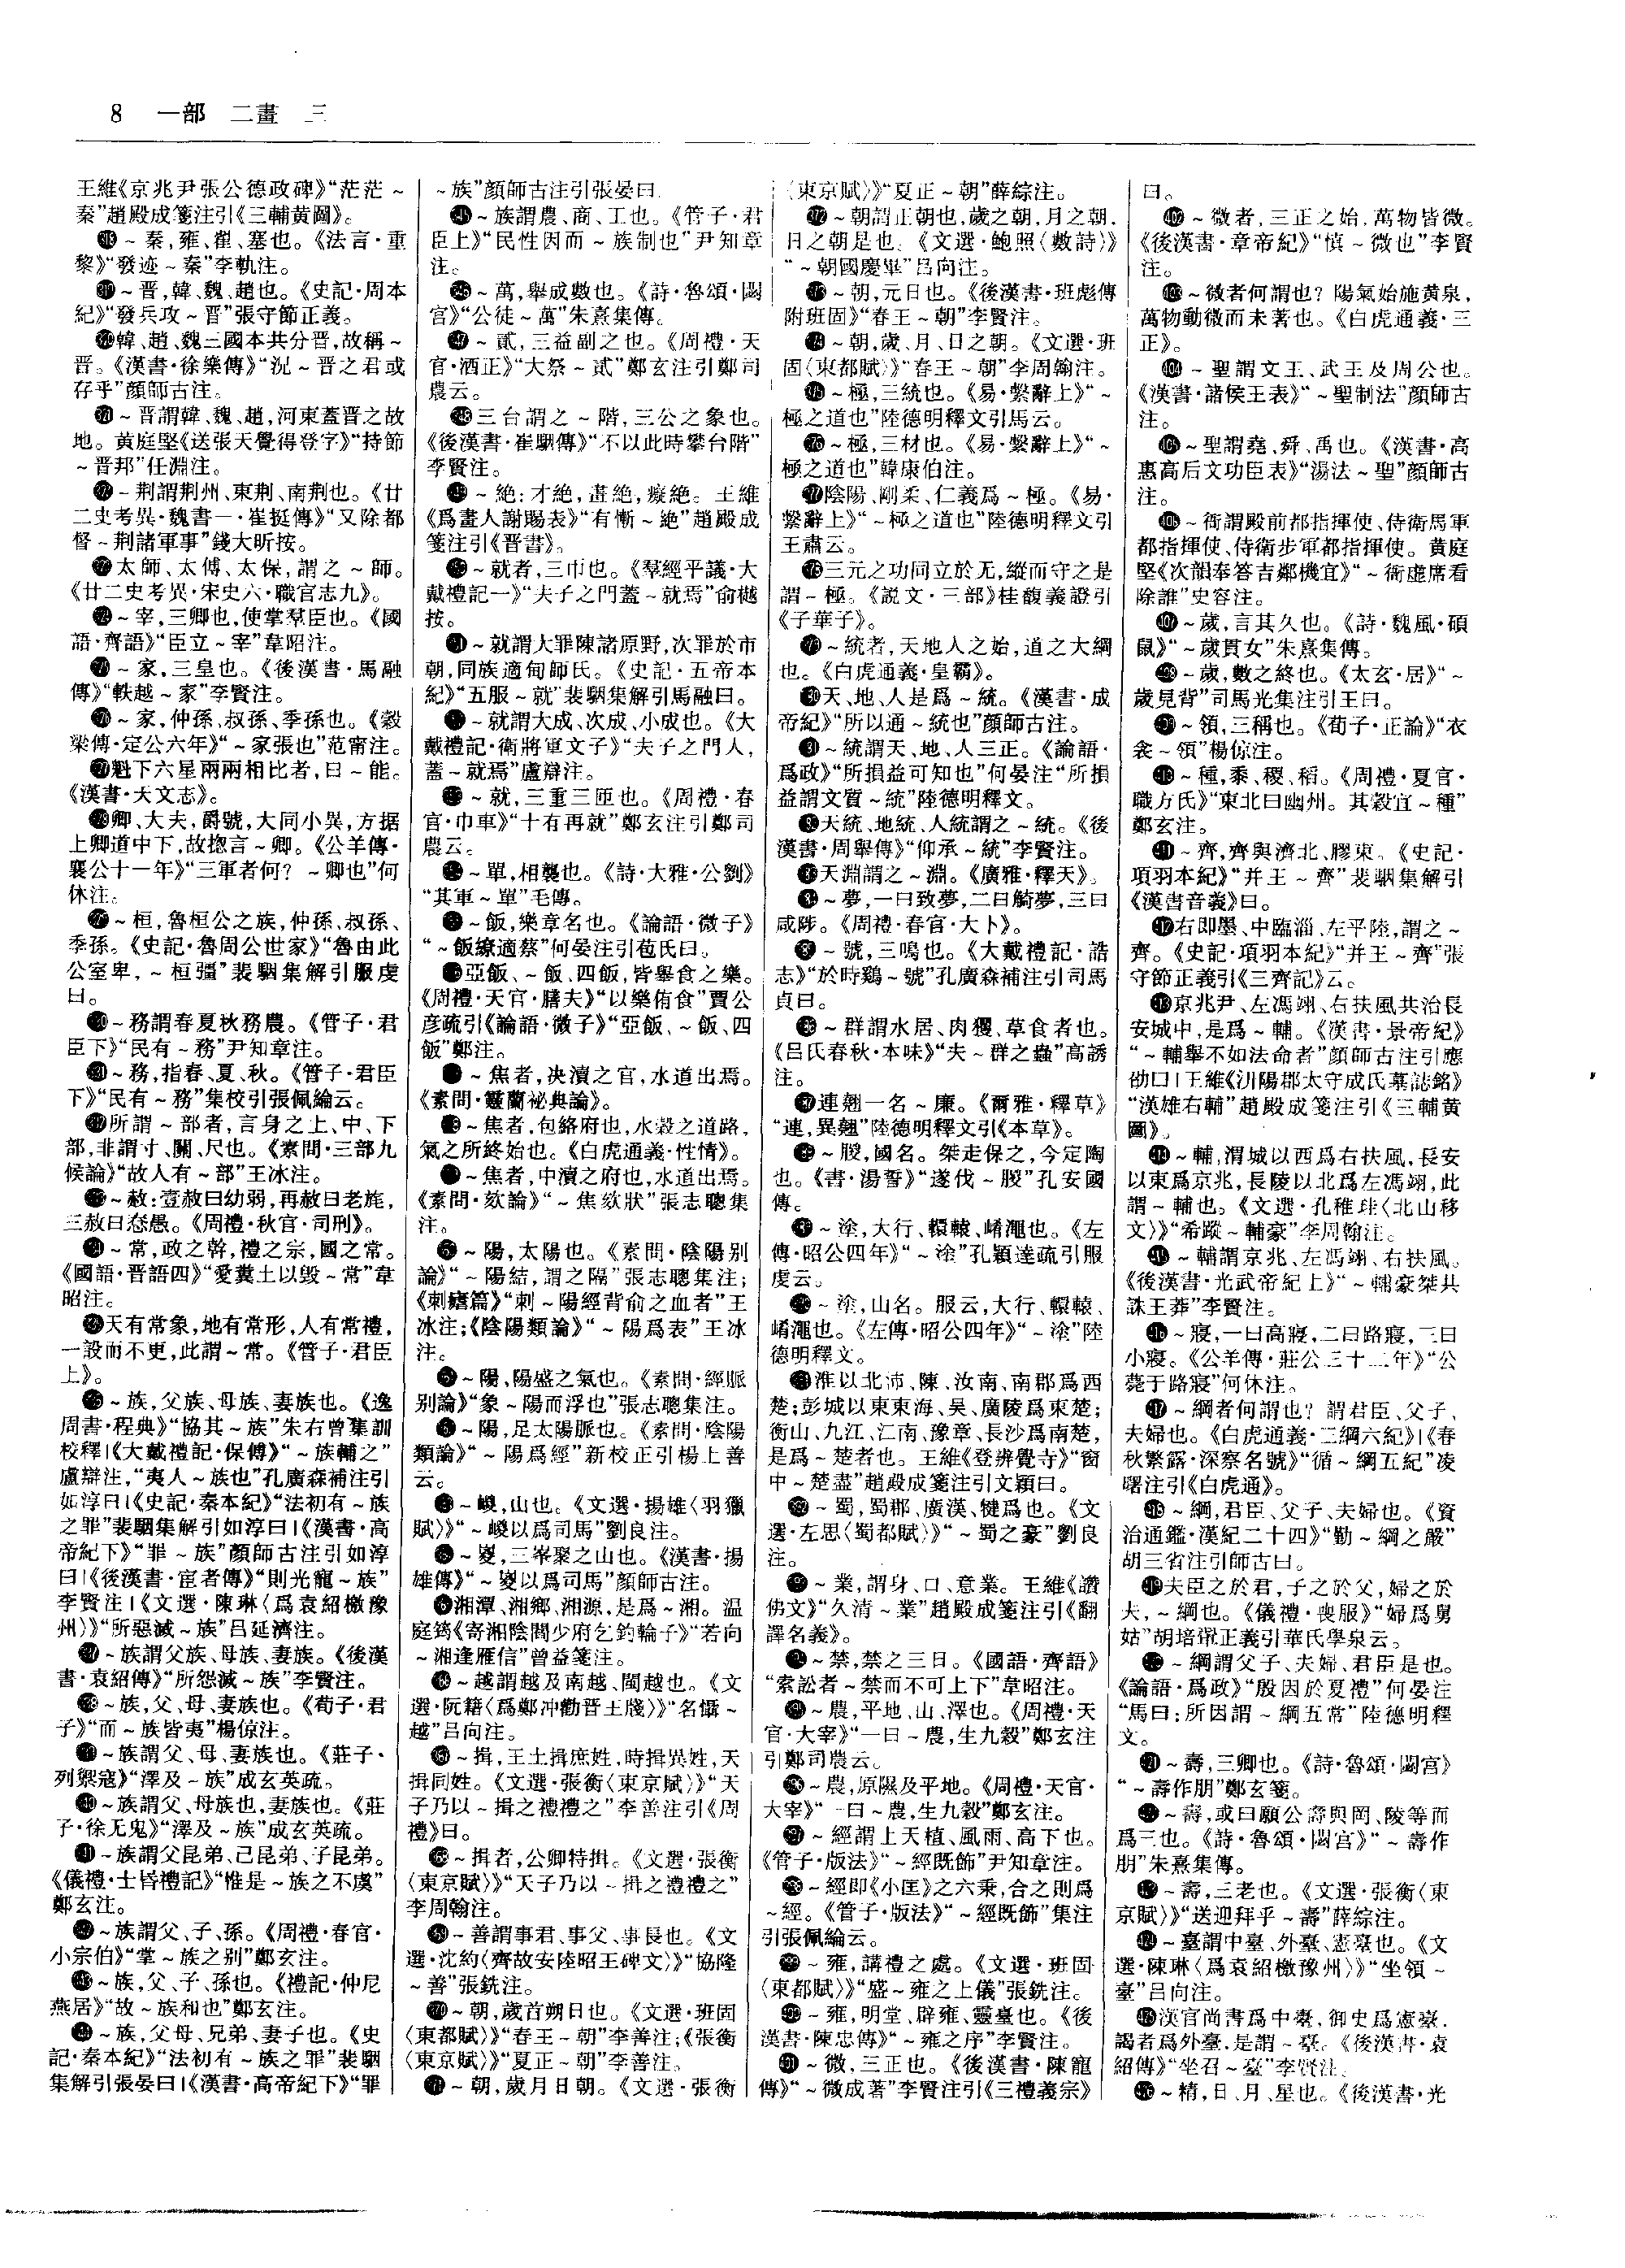 8 一部 二畫 三
王維《京兆尹張公德政碑》“茫茫～
秦”趙殿成箋注引《三輔黃圖》。
～秦,雍、翟、塞也。《法言·重
黎》“發迹～秦”李軌注。
～晋,韓、魏、趙也。《史記·周本
紀》“發兵攻～晋”張守節正義。
韓、趙、魏三國本共分晋,故稱～
晋。《漢書·徐樂傳》“況～晋之君或
存乎”顔師古注。
～晋謂韓、魏、趙,河東蓋晋之故
地。黄庭堅《送張天覺得登字》“持節
～晋邦”任淵注。
～荆謂荆州、東荆、南荆也。《廿
二史考異·魏書一·崔挺傳》“又除都
督～荆諸軍事”錢大昕按。
太師、太傅、太保,謂之～師。
《廿二史考異·宋史六·職官志九》。
～宰,三卿也,使掌羣臣也。《國
語·齊語》“臣立～宰”韋昭注。
～家,三皇也。《後漢書·馬融
傳》“軼越～家”李賢注。
～家,仲孫、叔孫、季孫也。《穀
梁傳·定公六年》“～家張也”范甯注。
魁下六星兩兩相比者,曰～能。
《漢書·天文志》。
卿、大夫,爵號,大同小異,方据
上卿道中下,故揔言～卿。《公羊傳·
襄公十一年》“三軍者何? ～卿也”何
休注。
～桓,魯桓公之族,仲孫、叔孫、
季孫。《史記·魯周公世家》“魯由此
公室卑,～桓彊”裴駰集解引服虔
曰。
～務謂春夏秋務農。《管子·君
臣下》“民有～務”尹知章注。
～務,指春、夏、秋。《管子·君臣
下》“民有～務”集校引張佩綸云。
所謂～部者,言身之上、中、下
部,非謂寸、關、尺也。《素問·三部九
候論》“故人有～部”王冰注。
～赦:壹赦曰幼弱,再赦曰老旄,
三赦曰惷愚。《周禮·秋官·司刑》。
～常,政之幹,禮之宗,國之常。
《國語·晋語四》“愛糞土以毁～常”韋
昭注。
天有常象,地有常形,人有常禮,
一設而不更,此謂～常。《管子·君臣
上》。
～族,父族、母族、妻族也。《逸
周書·程典》“協其～族”朱右曾集訓
校釋|《大戴禮記·保傅》“～族輔之”
盧辯注,“夷人～族也”孔廣森補注引
如淳曰|《史記·秦本紀》“法初有～族
之罪”裴駰集解引如淳曰|《漢書·高
帝紀下》“罪～族”顔師古注引如淳
曰|《後漢書·宦者傳》“則光寵～族”
李賢注|《文選·陳琳〈爲袁紹檄豫
州〉》“所惡滅～族”吕延濟注。
～族謂父族、母族、妻族。《後漢
書·袁紹傳》“所怨滅～族”李賢注。
～族,父、母、妻族也。《荀子·君
子》“而～族皆夷”楊倞注。
～族謂父、母、妻族也。《莊子·
列禦寇》“澤及～族”成玄英疏。
～族謂父、母族也,妻族也。《莊
子·徐无鬼》“澤及～族”成玄英疏。
～族謂父昆弟、己昆弟、子昆弟。
《儀禮·士昏禮記》“惟是～族之不虞”
鄭玄注。
～族謂父、子、孫。《周禮·春官·
小宗伯》“掌～族之别”鄭玄注。
～族,父、子、孫也。《禮記·仲尼
燕居》“故～族和也”鄭玄注。
～族,父母、兄弟、妻子也。《史
記·秦本紀》“法初有～族之罪”裴駰
集解引張晏曰|《漢書·高帝紀下》“罪
～族”顔師古注引張晏曰。
～族謂農、商、工也。《管子·君
臣上》“民性因而～族制也”尹知章
注。
～萬,舉成數也。《詩·魯頌·閟
宫》“公徒～萬”朱熹集傳。
～貳,三益副之也。《周禮·天
官·酒正》“大祭～貳”鄭玄注引鄭司
農云。
三台謂之～階,三公之象也。
《後漢書·崔駰傳》“不以此時攀台階”
李賢注。
～絶:才絶,畫絶,癡絶。王維
《爲畫人謝賜表》“有慚～絶”趙殿成
箋注引《晋書》。
～就者,三帀也。《羣經平議·大
戴禮記一》“夫子之門蓋～就焉”俞樾
按。
～就謂大罪陳諸原野,次罪於市
朝,同族適甸師氏。《史記·五帝本
紀》“五服～就”裴駰集解引馬融曰。
～就謂大成、次成、小成也。《大
戴禮記·衛將軍文子》“夫子之門人,
蓋～就焉”盧辯注。
～就,三重三匝也。《周禮·春
官·巾車》“十有再就”鄭玄注引鄭司
農云。
～單,相襲也。《詩·大雅·公劉》
“其軍～單”毛傳。
～飯,樂章名也。《論語·微子》
“～飯繚適蔡”何晏注引苞氏曰。
亞飯、～飯、四飯,皆舉食之樂。
《周禮·天官·膳夫》“以樂侑食”賈公
彦疏引《論語·微子》“亞飯、～飯、四
飯”鄭注。
～焦者,决瀆之官,水道出焉。
《素問·靈蘭祕典論》。
～焦者,包絡府也,水穀之道路,
氣之所終始也。《白虎通義·性情》。
～焦者,中瀆之府也,水道出焉。
《素問·欬論》“～焦欬狀”張志聰集
注。
～陽,太陽也。《素問·陰陽别
論》“～陽結,謂之隔”張志聰集注;
《刺瘧篇》“刺～陽經背俞之血者”王
冰注;《陰陽類論》“～陽爲表”王冰
注。
～陽,陽盛之氣也。《素問·經脈
别論》“象～陽而浮也”張志聰集注。
～陽,足太陽脈也。《素問·陰陽
類論》“～陽爲經”新校正引楊上善
云。
～嵕,山也。《文選·揚雄〈羽獵
賦〉》“～嵕以爲司馬”劉良注。
～嵏,三峯聚之山也。《漢書·揚
雄傳》“～嵏以爲司馬”顔師古注。
湘潭、湘鄉、湘源,是爲～湘。温
庭筠《寄湘陰閻少府乞釣輪子》“若向
～湘逢雁信”曾益箋注。
～越謂越及南越、閩越也。《文
選·阮籍〈爲鄭冲勸晋王牋〉》“名懾～
越”吕向注。
～揖,王土揖庶姓,時揖異姓,天
揖同姓。《文選·張衡〈東京賦〉》“天
子乃以～揖之禮禮之”李善注引《周
禮》曰。
～揖者,公卿特揖。《文選·張衡
〈東京賦〉》“天子乃以～揖之禮禮之”
李周翰注。
～善謂事君、事父、事長也。《文
選·沈約〈齊故安陸昭王碑文〉》“協隆
～善”張銑注。
～朝,歲首朔日也。《文選·班固
〈東都賦〉》“春王～朝”李善注;《張衡
〈東京賦〉》“夏正～朝”李善注。
～朝,歲月日朝。《文選·張衡
〈東京賦〉》“夏正～朝”薛綜注。
～朝謂正朝也,歲之朝,月之朝,
日之朝是也。《文選·鮑照〈數詩〉》
“～朝國慶畢”吕向注。
～朝,元日也。《後漢書·班彪傳
附班固》“春王～朝”李賢注。
～朝,歲、月、日之朝。《文選·班
固〈東都賦〉》“春王～朝”李周翰注。
～極,三統也。《易·繫辭上》“～
極之道也”陸德明釋文引馬云。
～極,三材也。《易·繫辭上》“～
極之道也”韓康伯注。
陰陽、剛柔、仁義爲～極。《易·
繫辭上》“～極之道也”陸德明釋文引
王肅云。
三元之功同立於无,縱而守之是
謂～極。《説文·三部》桂馥義證引
《子華子》。
～統者,天地人之始,道之大綱
也。《白虎通義·皇霸》。
天、地、人是爲～統。《漢書·成
帝紀》“所以通～統也”顔師古注。
～統謂天、地、人三正。《論語·
爲政》“所損益可知也”何晏注“所損
益謂文質～統”陸德明釋文。
天統、地統、人統謂之～統。《後
漢書·周舉傳》“仰承～統”李賢注。
天淵謂之～淵。《廣雅·釋天》。
～夢,一曰致夢,二曰觭夢,三曰
咸陟。《周禮·春官·大卜》。
～號,三鳴也。《大戴禮記·誥
志》“於時鷄～號”孔廣森補注引司馬
貞曰。
～群謂水居、肉玃、草食者也。
《吕氏春秋·本味》“夫～群之蟲”高誘
注。
連翹一名～廉。《爾雅·釋草》
“連,異翹”陸德明釋文引《本草》。
～朡,國名。桀走保之,今定陶
也。《書·湯誓》“遂伐～朡”孔安國
傳。
～塗,大行、轘轅、崤澠也。《左
傳·昭公四年》“～塗”孔穎達疏引服
虔云。
～塗,山名。服云,大行、轘轅、
崤澠也。《左傳·昭公四年》“～塗”陸
德明釋文。
淮以北沛、陳、汝南、南郡爲西
楚;彭城以東東海、吴、廣陵爲東楚;
衡山、九江、江南、豫章、長沙爲南楚,
是爲～楚者也。王維《登辨覺寺》“窗
中～楚盡”趙殿成箋注引文穎曰。
～蜀,蜀郡、廣漢、犍爲也。《文
選·左思〈蜀都賦〉》“～蜀之豪”劉良
注。
～業,謂身、口、意業。王維《讚
佛文》“久清～業”趙殿成箋注引《翻
譯名義》。
～禁,禁之三日。《國語·齊語》
“索訟者～禁而不可上下”韋昭注。
～農,平地、山、澤也。《周禮·天
官·大宰》“一曰～農,生九穀”鄭玄注
引鄭司農云。
～農,原隰及平地。《周禮·天官·
大宰》“一曰～農,生九穀”鄭玄注。
～經謂上天植、風雨、高下也。
《管子·版法》“～經既飭”尹知章注。
～經即《小匡》之六秉,合之則爲
～經。《管子·版法》“～經既飭”集注
引張佩綸云。
～雍,講禮之處。《文選·班固
〈東都賦〉》“盛～雍之上儀”張銑注。
～雍,明堂、辟雍、靈臺也。《後
漢書·陳忠傳》“～雍之序”李賢注。
～微,三正也。《後漢書·陳寵
傳》“～微成著”李賢注引《三禮義宗》
曰。
～微者,三正之始,萬物皆微。
《後漢書·章帝紀》“慎～微也”李賢
注。
～微者何謂也? 陽氣始施黄泉,
萬物動微而未著也。《白虎通義·三
正》。
～聖謂文王、武王及周公也。
《漢書·諸侯王表》“～聖制法”顔師古
注。
～聖謂堯、舜、禹也。《漢書·高
惠高后文功臣表》“湯法～聖”顔師古
注。
～衙謂殿前都指揮使、侍衛馬軍
都指揮使、侍衛步軍都指揮使。黄庭
堅《次韻奉答吉鄰機宜》“～衙虚席看
除誰”史容注。
～歲,言其久也。《詩·魏風·碩
鼠》“～歲貫女”朱熹集傳。
～歲,數之終也。《太玄·居》“～
歲見背”司馬光集注引王曰。
～領,三稱也。《荀子·正論》“衣
衾～領”楊倞注。
～種,黍、稷、稻。《周禮·夏官·
職方氏》“東北曰幽州。其穀宜～種”
鄭玄注。
～齊,齊與濟北、膠東。《史記·
項羽本紀》“并王～齊”裴駰集解引
《漢書音義》曰。
右即墨、中臨淄、左平陸,謂之～
齊。《史記·項羽本紀》“并王～齊”張
守節正義引《三齊記》云。
京兆尹、左馮翊、右扶風共治長
安城中,是爲～輔。《漢書·景帝紀》
“～輔舉不如法命者”顔師古注引應
劭曰|王維《沂陽郡太守成氏墓誌銘》
“漢雄右輔”趙殿成箋注引《三輔黄
圖》。
～輔,渭城以西爲右扶風,長安
以東爲京兆,長陵以北爲左馮翊,此
謂～輔也。《文選·孔稚珪〈北山移
文〉》“希蹤～輔豪”李周翰注。
～輔謂京兆、左馮翊、右扶風。
《後漢書·光武帝紀上》“～輔豪桀共
誅王莽”李賢注。
～寢,一曰高寢,二曰路寢,三曰
小寢。《公羊傳·莊公三十二年》“公
薨于路寢”何休注。
～綱者何謂也? 謂君臣、父子、
夫婦也。《白虎通義·三綱六紀》|《春
秋繁露·深察名號》“循～綱五紀”凌
曙注引《白虎通》。
～綱,君臣、父子、夫婦也。《資
治通鑑·漢紀二十四》“勤～綱之嚴”
胡三省注引師古曰。
夫臣之於君,子之於父,婦之於
夫,～綱也。《儀禮·喪服》“婦爲舅
姑”胡培翬正義引華氏學泉云。
～綱謂父子、夫婦、君臣是也。
《論語·爲政》“殷因於夏禮”何晏注
“馬曰:所因謂～綱五常”陸德明釋
文。
～壽,三卿也。《詩·魯頌·閟宫》
“～壽作朋”鄭玄箋。
～壽,或曰願公壽與岡、陵等而
爲三也。《詩·魯頌·閟宫》“～壽作
朋”朱熹集傳。
～壽,三老也。《文選·張衡〈東
京賦〉》“送迎拜乎～壽”薛綜注。
～臺謂中臺、外臺、憲臺也。《文
選·陳琳〈爲袁紹檄豫州〉》“坐領～
臺”吕向注。
漢官尚書爲中臺,御史爲憲臺,
謁者爲外臺,是謂～臺。《後漢書·袁
紹傳》“坐召～臺”李賢注。
～精,日、月、星也。《後漢書·光